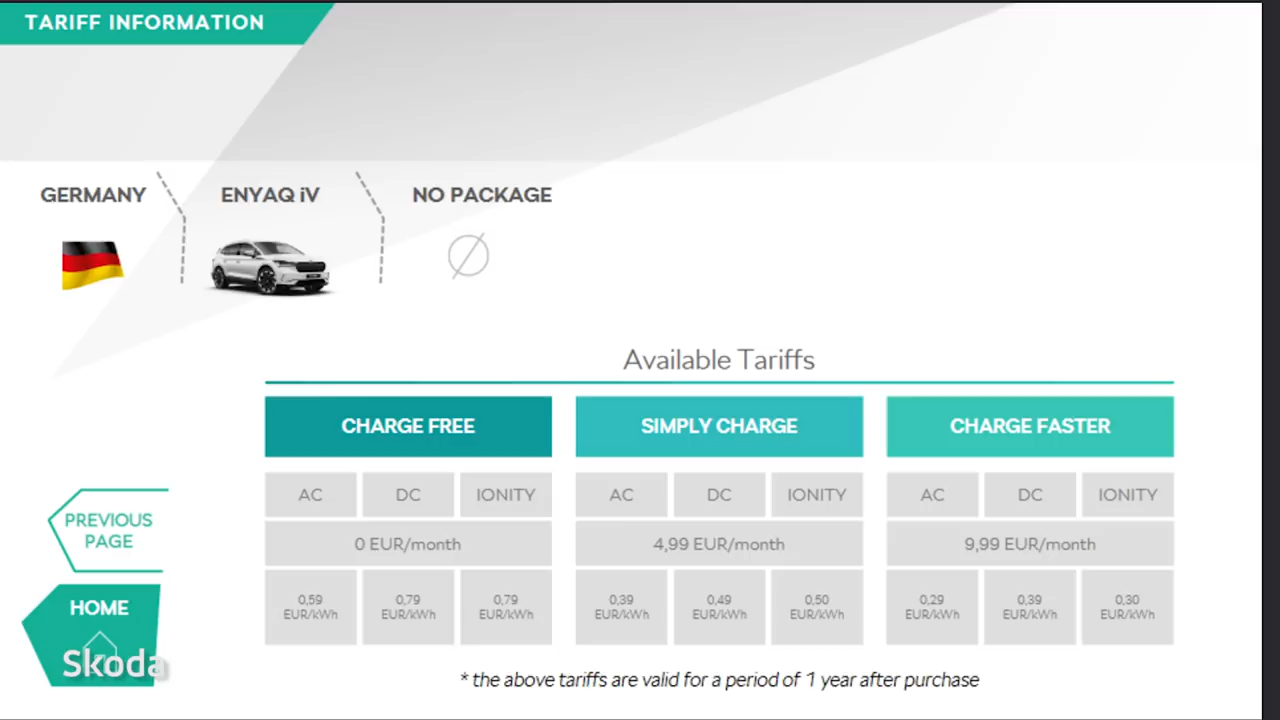 TARIFF INFORMATION
GERMANY ENYAQ iV NO PACKAGE
Available Tariffs
CHARGE FREE SIMPLY CHARGE CHARGE FASTER
AC DC IONITY AC DC IONITY AC DC IONITY
0 EUR/month 4,99 EUR/month 9,99 EUR/month
0,59 0,79 0,79 0,39 0,49 0,50 0,29 0,39 0,30
EUR/kWh EUR/kWh EUR/kWh EUR/kWh EUR/kWh EUR/kWh EUR/kWh EUR/kWh EUR/kWh
* the above tariffs are valid for a period of 1 year after purchase
PREVIOUS
PAGE
HOME
Skoda